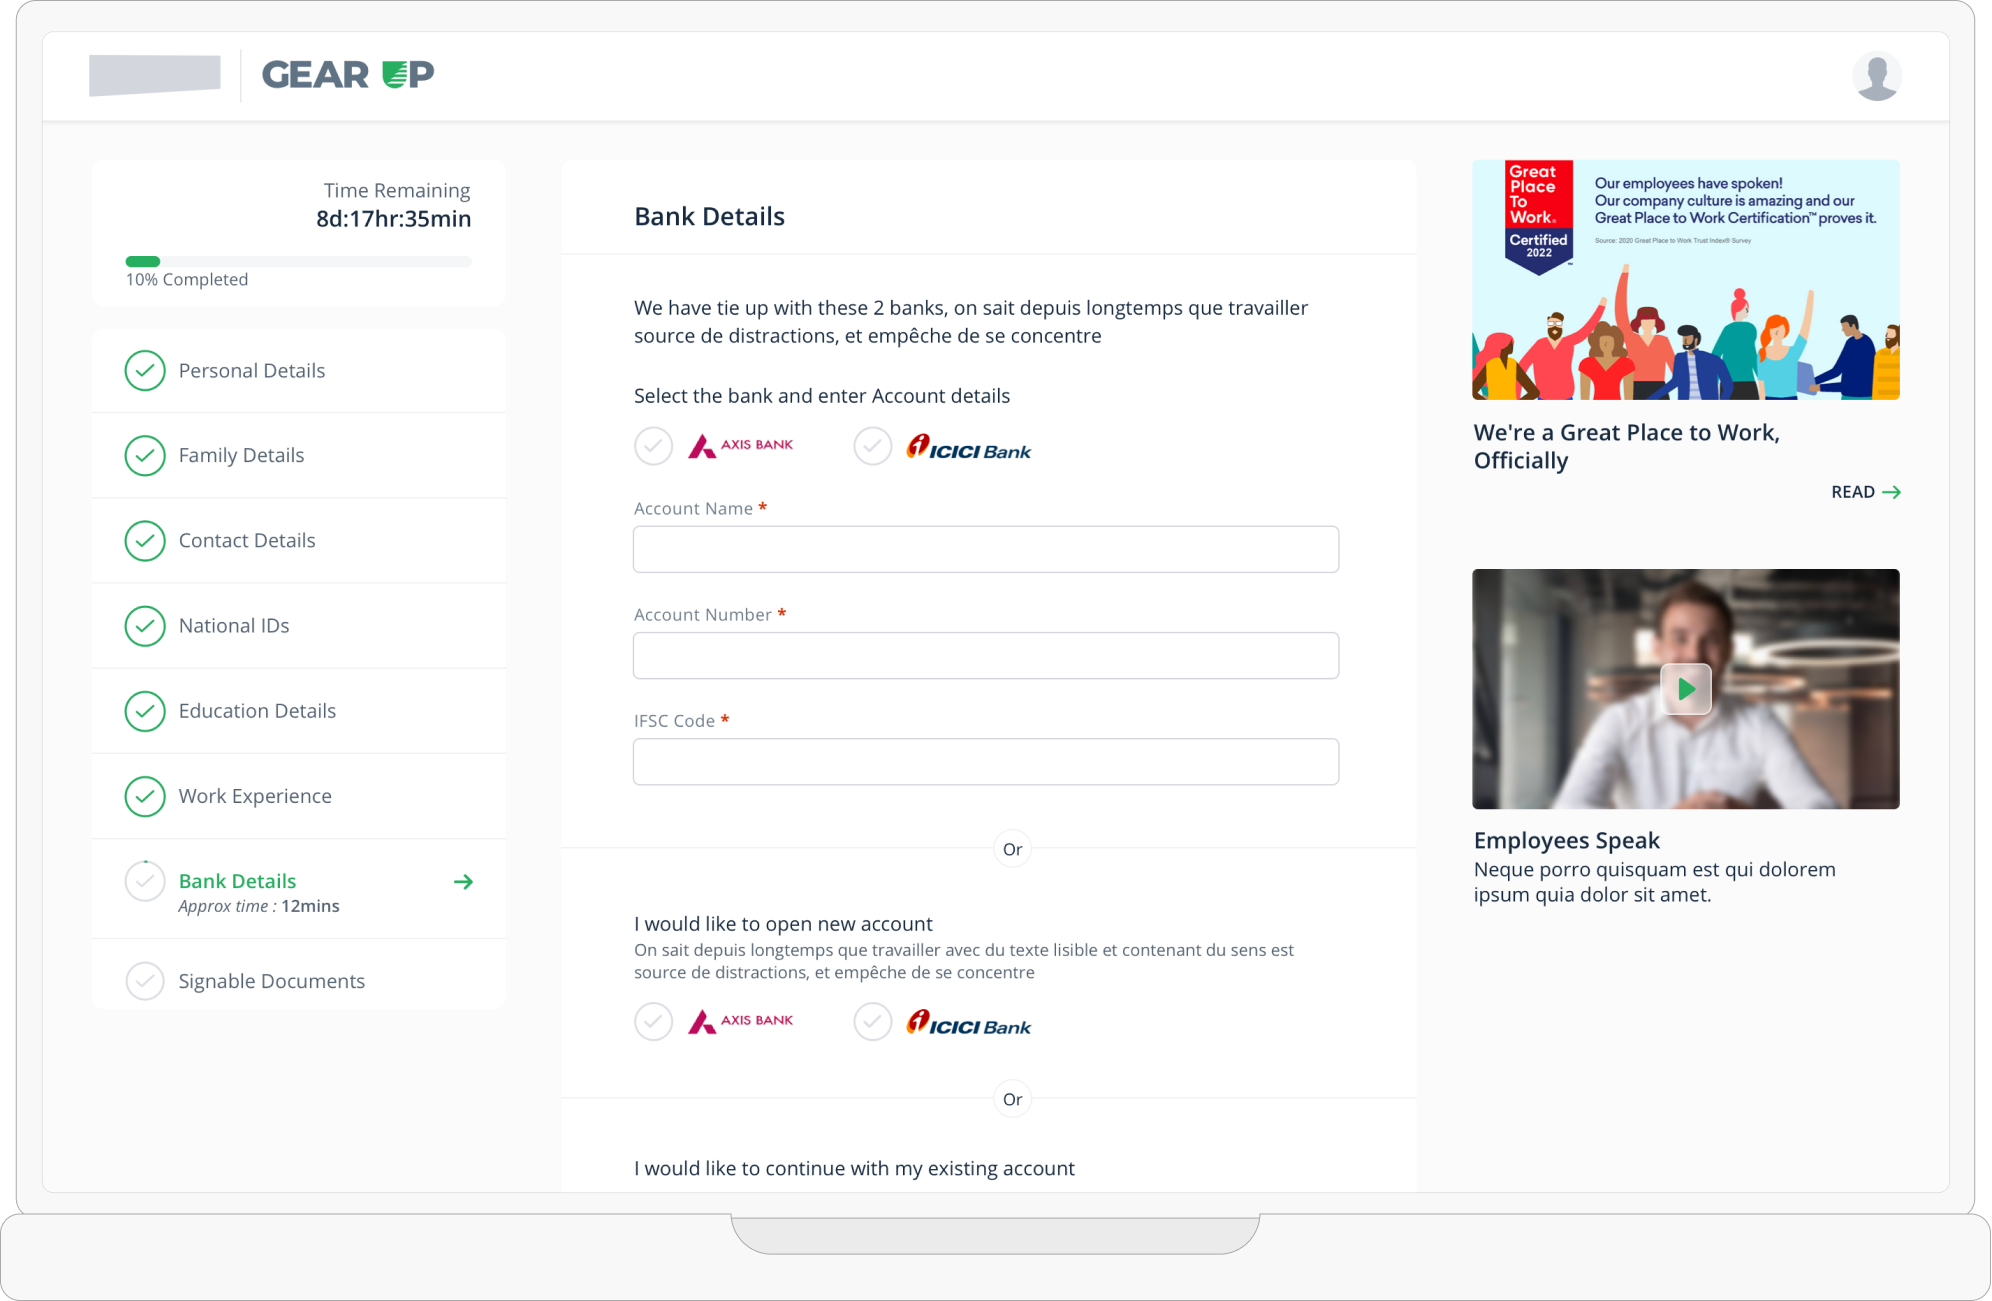 GEAR UP
Time Remaining
8d:17hr:35min
10% Completed
Personal Details
Family Details
Contact Details
National IDs
Education Details
Work Experience
Bank Details
Approx time : 12mins
Signable Documents
Bank Details
We have tie up with these 2 banks, on sait depuis longtemps que travailler
source de distractions, et empêche de se concentre
Select the bank and enter Account details
AXIS BANK
ICICI Bank
Account Name *
Account Number *
IFSC Code *
Or
I would like to open new account
On sait depuis longtemps que travailler avec du texte lisible et contenant du sens est
source de distractions, et empêche de se concentre
AXIS BANK
ICICI Bank
Or
I would like to continue with my existing account
Great
Place
To
Work®
Certified
2022
™
Our employees have spoken!
Our company culture is amazing and our
Great Place to Work Certification™ proves it.
Source: 2020 Great Place to Work Trust Index® Survey
We're a Great Place to Work,
Officially
READ
Employees Speak
Neque porro quisquam est qui dolorem
ipsum quia dolor sit amet.